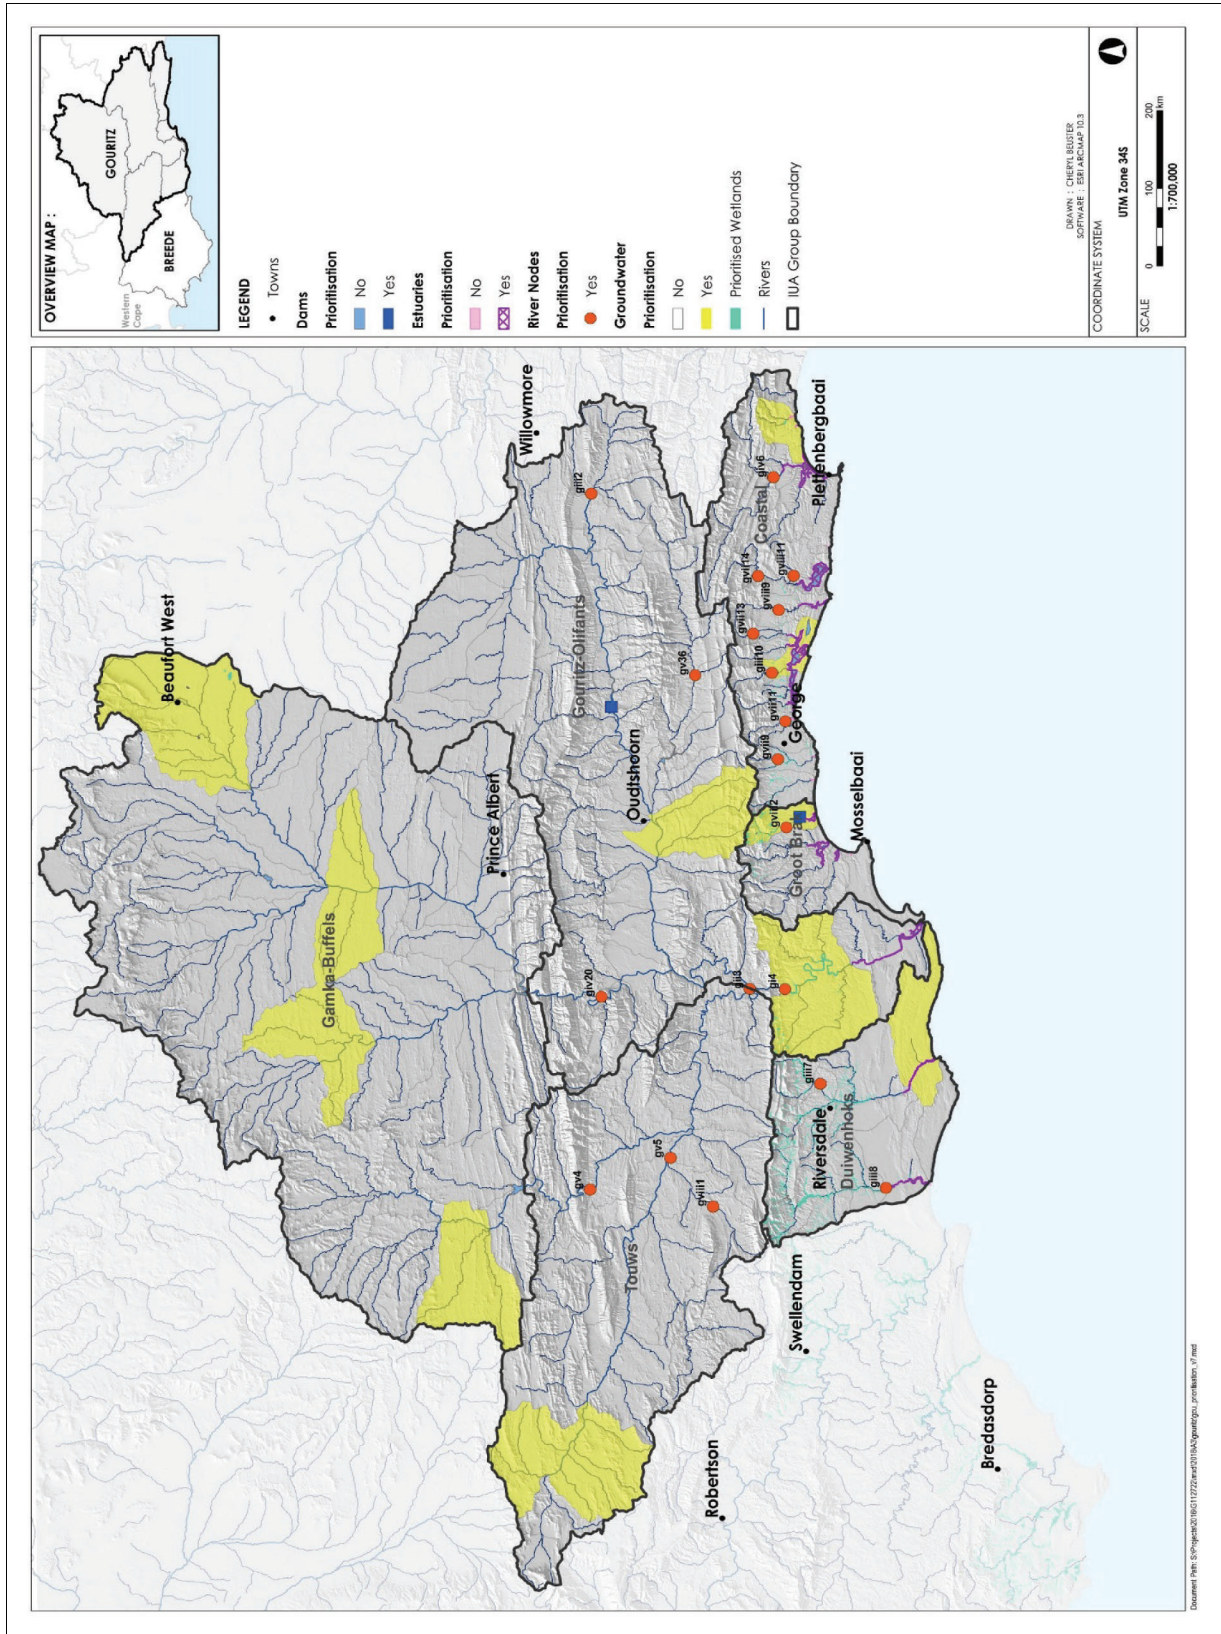 OVERVIEW MAP :
Western
Cape
GOURITZ
BREEDE
LEGEND
Towns
Dams
Prioritisation
No
Yes
Estuaries
Prioritisation
No
Yes
River Nodes
Prioritisation
Yes
Groundwater
Prioritisation
No
Yes
Prioritised Wetlands
Rivers
IUA Group Boundary
DRAWN : CHERYL BEUSTER
SOFTWARE : ESRI ARCMAP 10.3
COORDINATE SYSTEM
UTM Zone 34S
SCALE
0 100 200
km
1:700,000
Beaufort West
Gamka-Buffels
Prince Albert
Willowmore
giii2
Gouritz-Olifants
gv36
Oudtshoorn
giv20
gv4
gv5
gviii1
Touws
Coastal
giv6
Plettenbergbaai
gvii14
gviii11
gviii9
gvii13
giii10
gvii11
George
gvii9
gviii2
Groot Bra
Mosselbaai
gii3
gi4
giii7
Riversdale
Duiwenhoks
giii8
Swellendam
Robertson
Bredasdorp